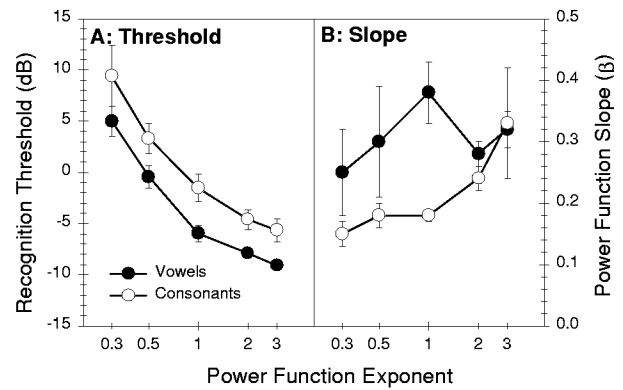 A: Threshold
B: Slope
Recognition Threshold (dB)
15
10
5
0
-5
-10
-15
Vowels
Consonants
0.5
0.4
0.3
0.2
0.1
0.0
Power Function Slope (β)
0.3 0.5 1 2 3
0.3 0.5 1 2 3
Power Function Exponent